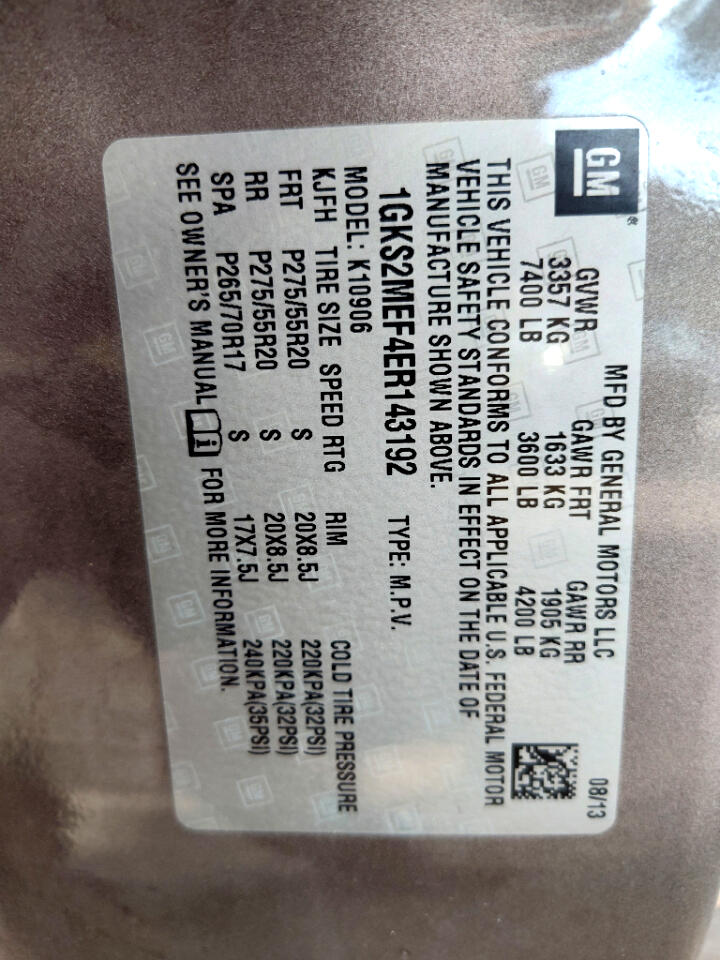 GM®
MFD BY GENERAL MOTORS LLC 08/13
GVWR GAWR FRT GAWR RR
3357 KG 1633 KG 1905 KG
7400 LB 3600 LB 4200 LB
THIS VEHICLE CONFORMS TO ALL APPLICABLE U.S. FEDERAL MOTOR
VEHICLE SAFETY STANDARDS IN EFFECT ON THE DATE OF
MANUFACTURE SHOWN ABOVE.
1GKS2MEF4ER143192 TYPE: M.P.V.
MODEL: K10906
KJFH TIRE SIZE SPEED RTG RIM COLD TIRE PRESSURE
FRT P275/55R20 S 20X8.5J 220KPA(32PSI)
RR P275/55R20 S 20X8.5J 220KPA(32PSI)
SPA P265/70R17 S 17X7.5J 240KPA(35PSI)
SEE OWNER'S MANUAL i FOR MORE INFORMATION.